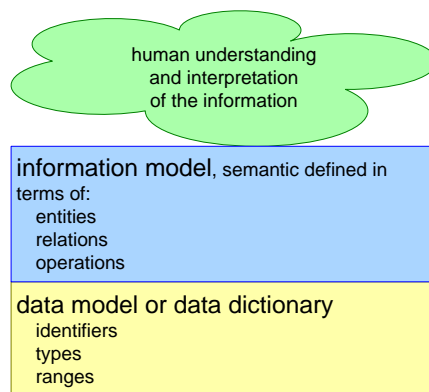 human understanding
and interpretation
of the information
information model, semantic defined in
terms of:
entities
relations
operations
data model or data dictionary
identifiers
types
ranges